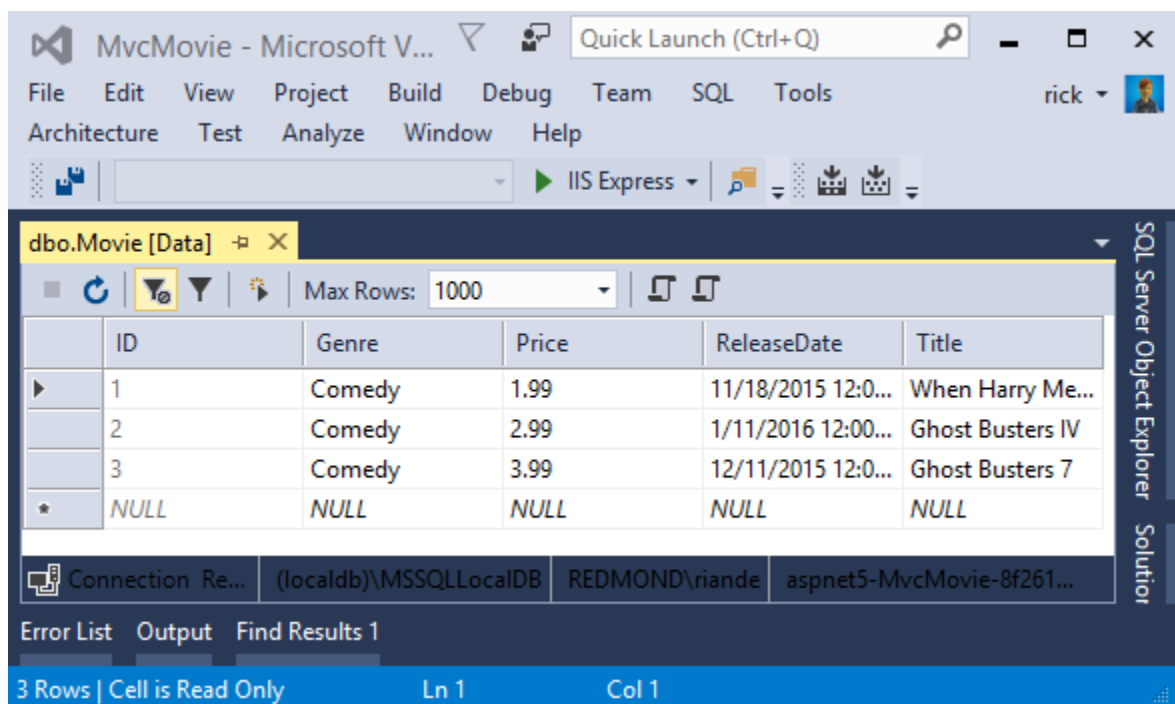 MvcMovie - Microsoft V... Quick Launch (Ctrl+Q)
File Edit View Project Build Debug Team SQL Tools rick
Architecture Test Analyze Window Help
IIS Express
dbo.Movie [Data]
Max Rows: 1000
ID Genre Price ReleaseDate Title
1 Comedy 1.99 11/18/2015 12:0... When Harry Me...
2 Comedy 2.99 1/11/2016 12:00... Ghost Busters IV
3 Comedy 3.99 12/11/2015 12:0... Ghost Busters 7
NULL NULL NULL NULL NULL
Connection Re... (localdb)\MSSQLLocalDB REDMOND\riande aspnet5-MvcMovie-8f261...
SQL Server Object Explorer
Solution
Error List Output Find Results 1
3 Rows | Cell is Read Only Ln 1 Col 1